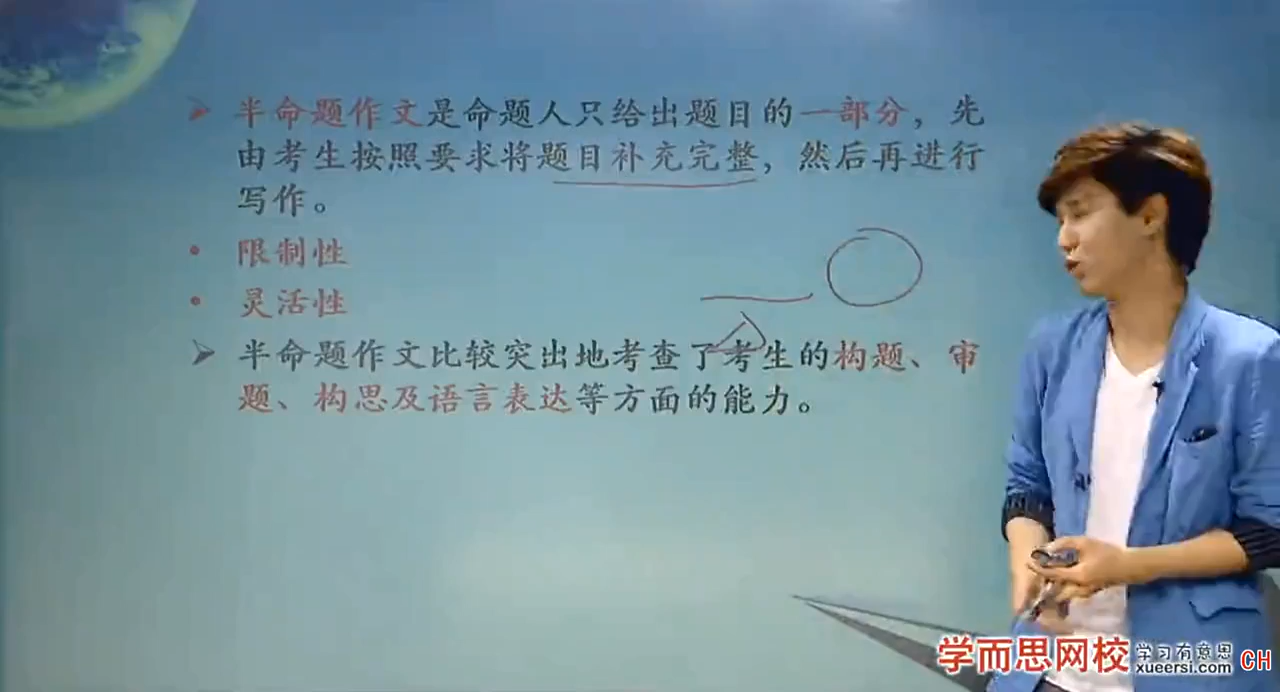 半命题作文是命题人只给出题目的一部分，先
由考生按照要求将题目补充完整，然后再进行
写作。
限制性
灵活性
半命题作文比较突出地考查了考生的构题、审
题、构思及语言表达等方面的能力。
学而思网校 学习有意思
xueersi.com CH